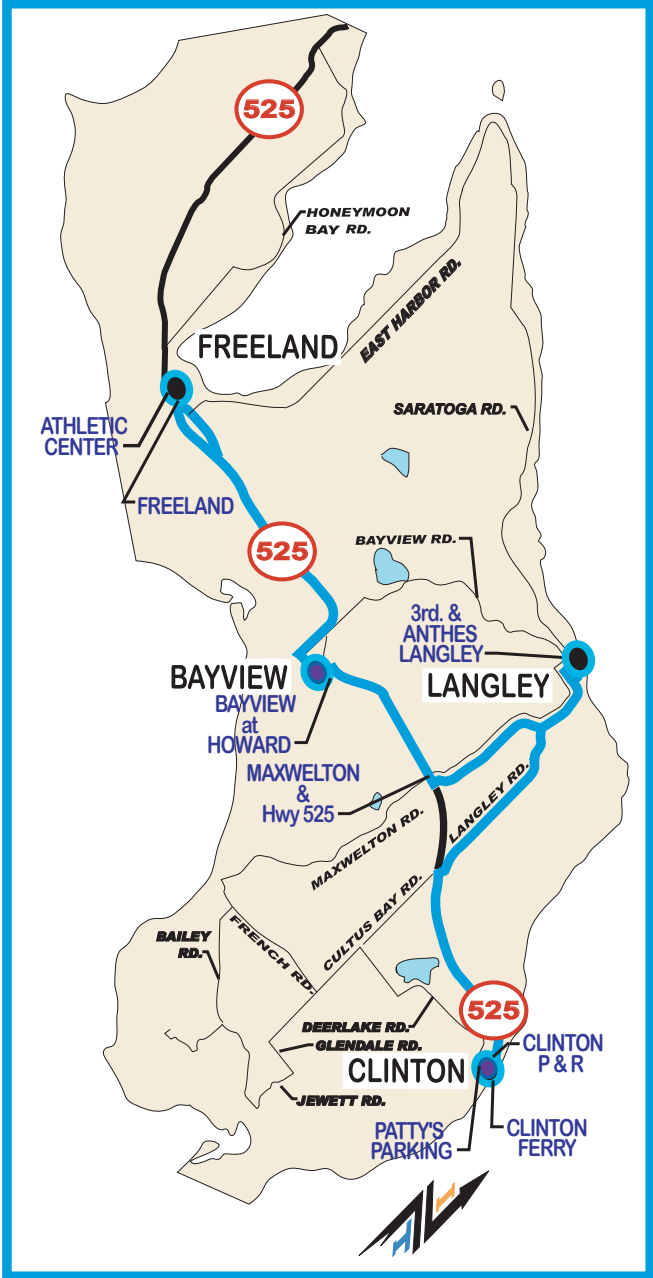 525
HONEYMOON
BAY RD.
EAST HARBOR RD.
FREELAND
SARATOGA RD.
ATHLETIC
CENTER
FREELAND
525
BAYVIEW RD.
3rd. &
ANTHES
LANGLEY
BAYVIEW
LANGLEY
BAYVIEW
at
HOWARD
MAXWELTON
&
Hwy 525
LANGLEY RD.
MAXWELTON RD.
CULTUS BAY RD.
FRENCH RD.
BAILEY
RD.
525
DEERLAKE RD.
GLENDALE RD.
CLINTON
P & R
CLINTON
JEWETT RD.
PATTY'S
PARKING
CLINTON
FERRY